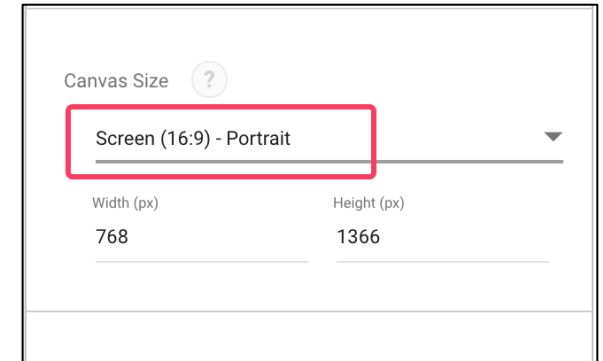 Canvas Size ?
Screen (16:9) - Portrait
Width (px) Height (px)
768 1366